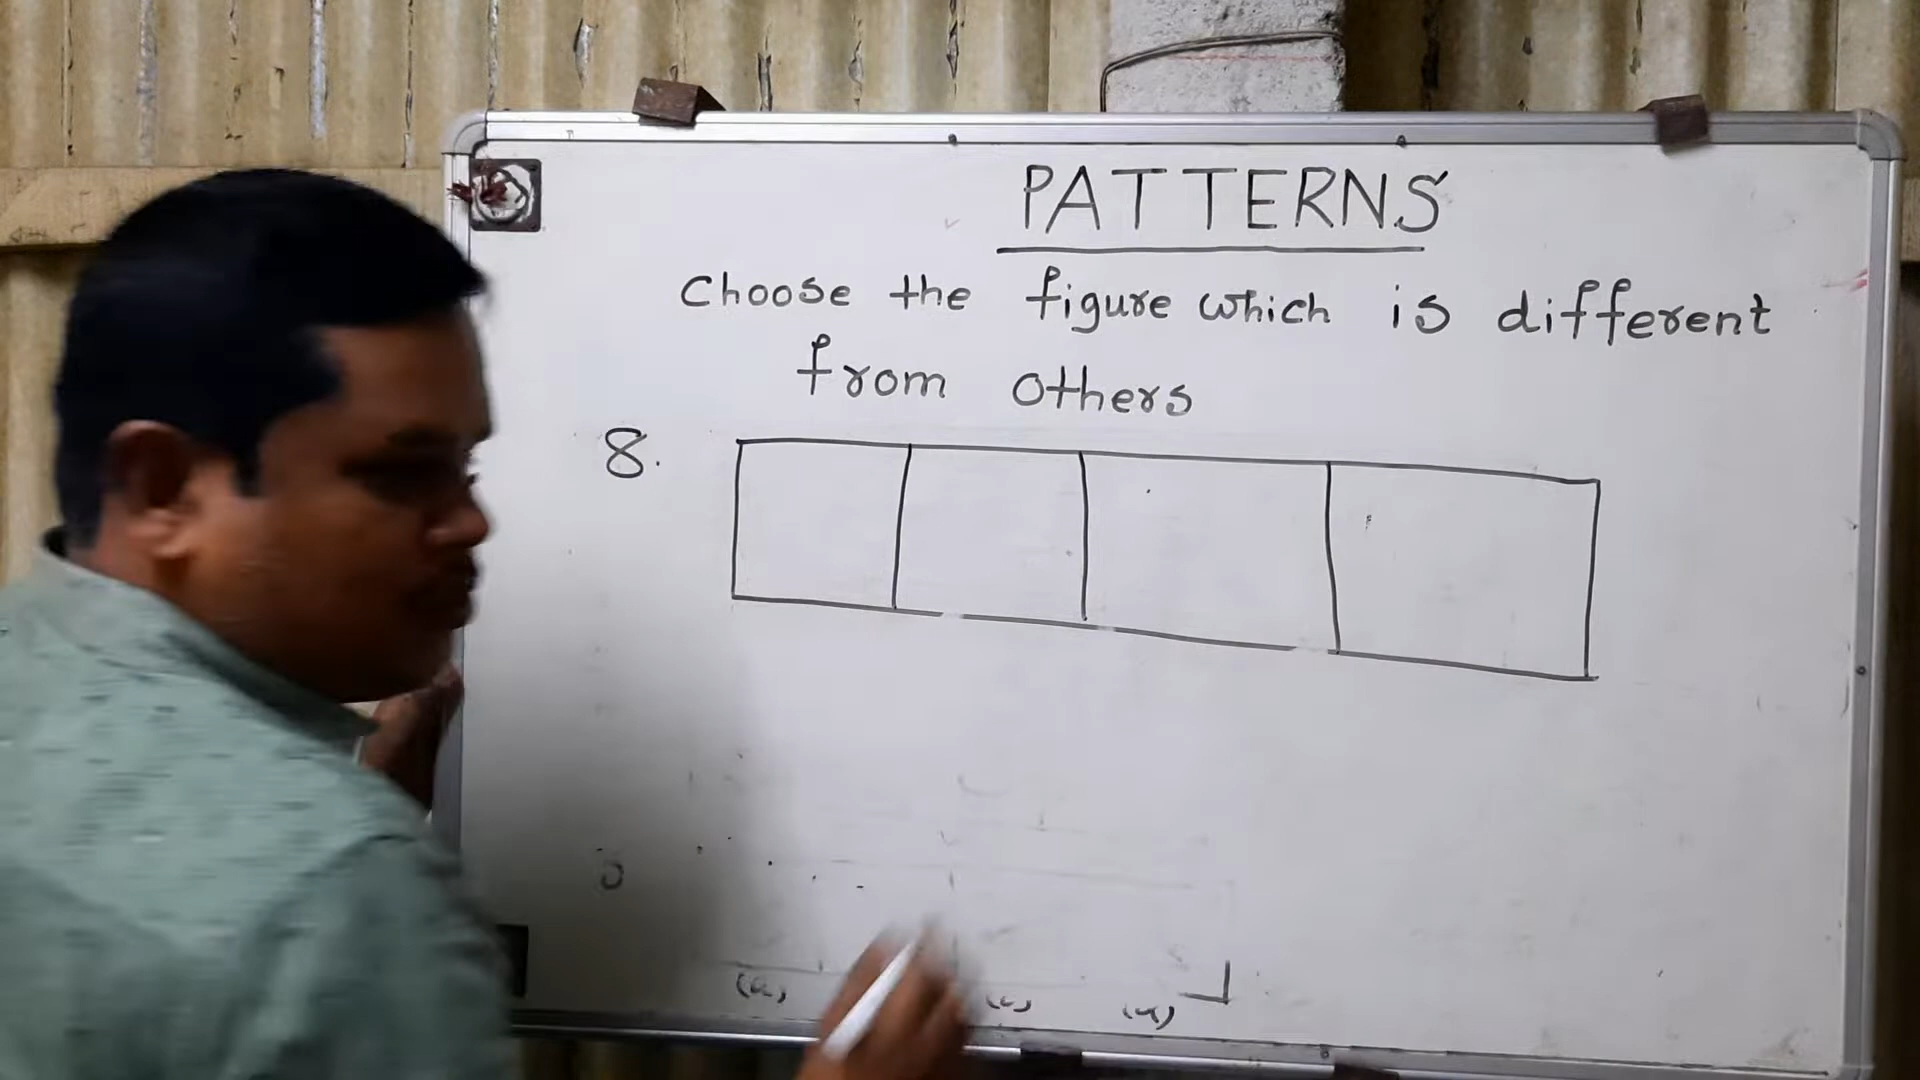 PATTERNS
Choose the figure which is different
from others
8.
(a) (c) (d)